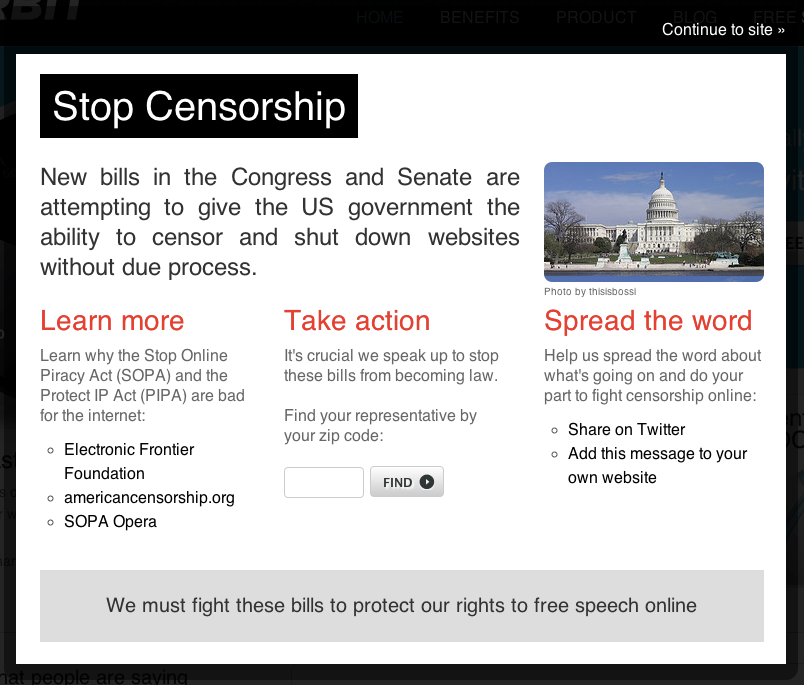 HOME BENEFITS PRODUCT BLOG FREE
Continue to site »
Stop Censorship
New bills in the Congress and Senate are
attempting to give the US government the
ability to censor and shut down websites
without due process.
Photo by thisisbossi
Learn more
Learn why the Stop Online
Piracy Act (SOPA) and the
Protect IP Act (PIPA) are bad
for the internet:
Electronic Frontier
Foundation
americancensorship.org
SOPA Opera
Take action
It's crucial we speak up to stop
these bills from becoming law.
Find your representative by
your zip code:
FIND
Spread the word
Help us spread the word about
what's going on and do your
part to fight censorship online:
Share on Twitter
Add this message to your
own website
We must fight these bills to protect our rights to free speech online
people are saying